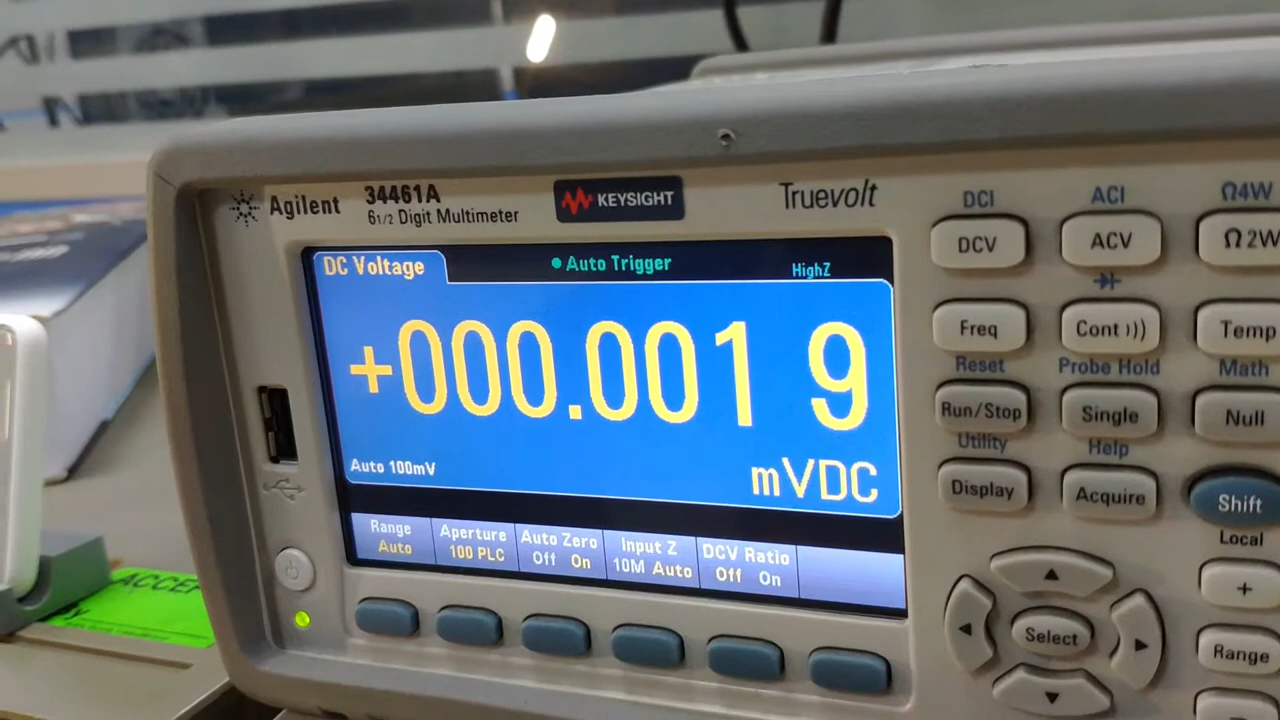 Agilent
34461A
6 1/2 Digit Multimeter
KEYSIGHT
Truevolt
DC Voltage
Auto Trigger
HighZ
+000.001 9
mVDC
Auto 100mV
Range
Auto
Aperture
100 PLC
Auto Zero
Off On
Input Z
10M Auto
DCV Ratio
Off On
DCI
ACI
Ω4W
DCV
ACV
Ω2W
Freq
Cont )))
Temp
Reset
Probe Hold
Math
Run/Stop
Single
Null
Utility
Help
Display
Acquire
Shift
Local
+
Select
Range
ACCEP